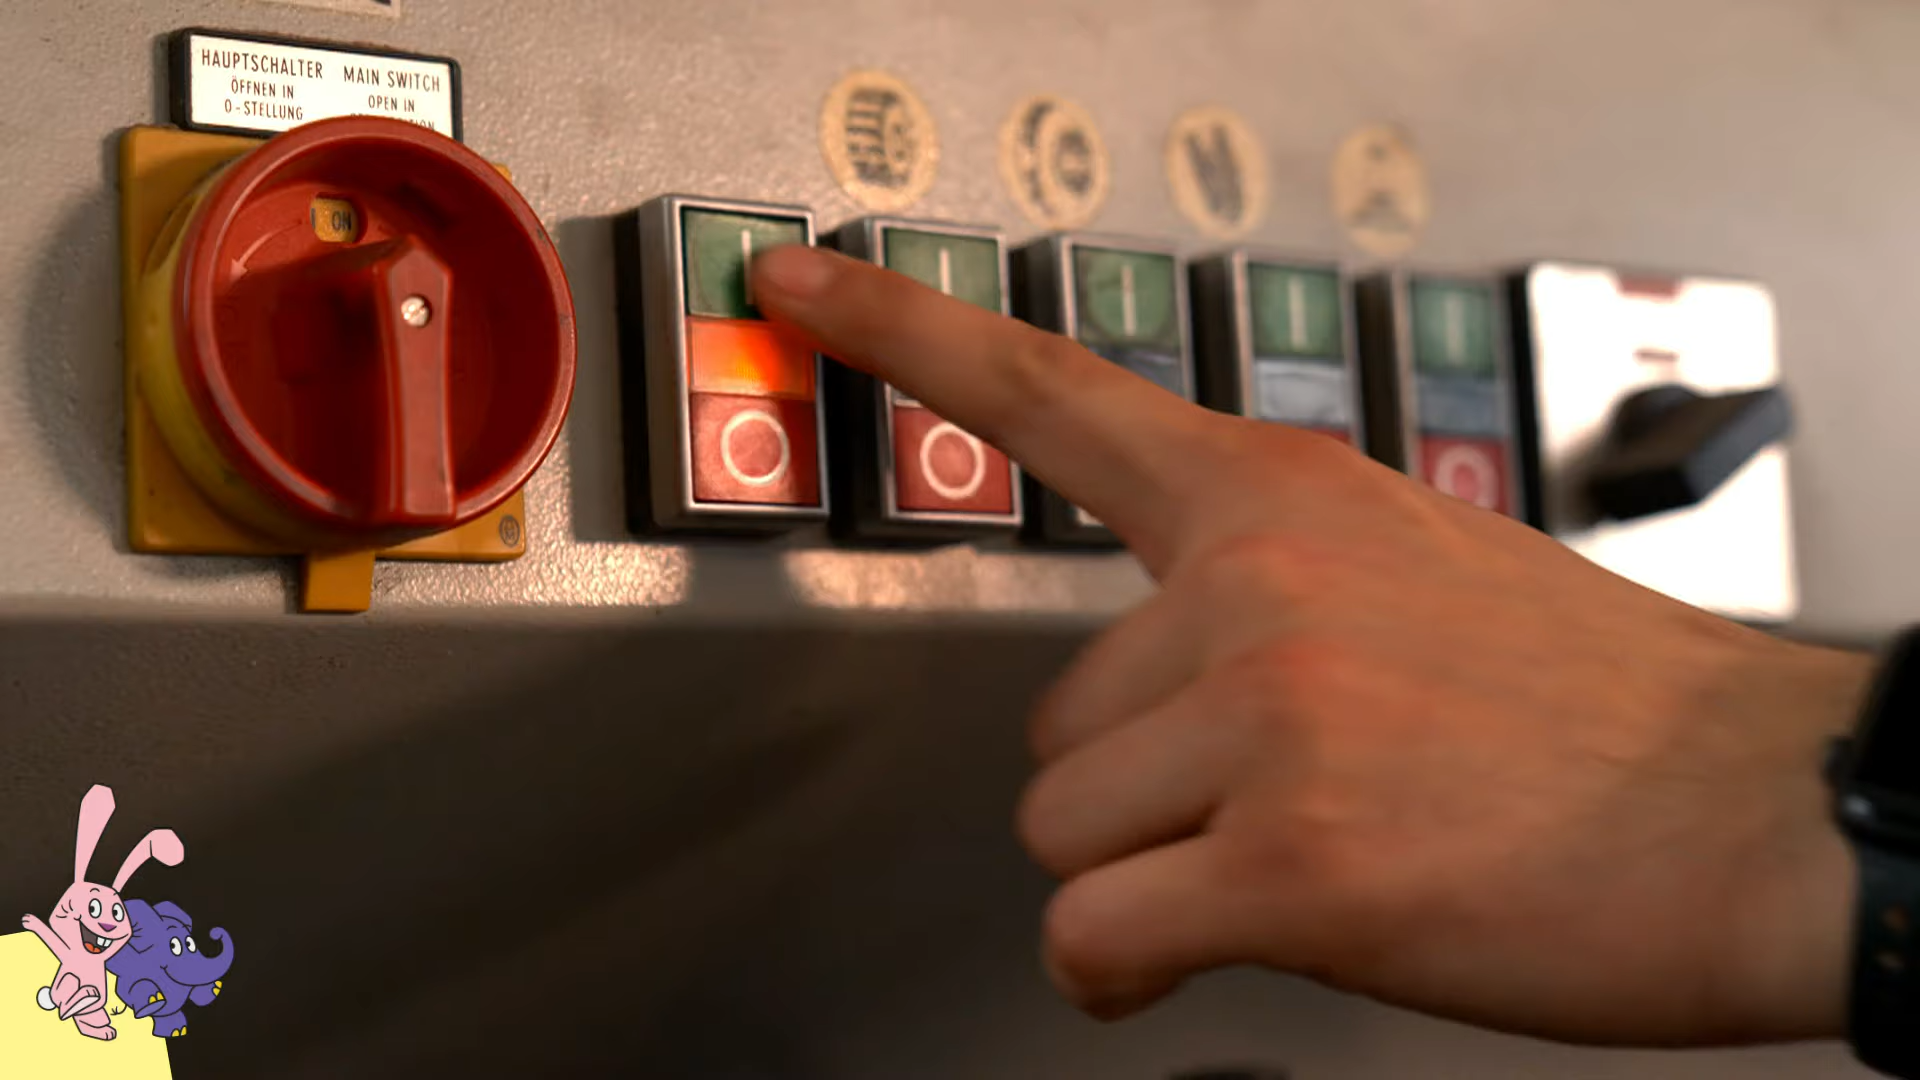 HAUPTSCHALTER
ÖFFNEN IN
0-STELLUNG
MAIN SWITCH
OPEN IN
ON
I
O
I
O
I
I
I
O